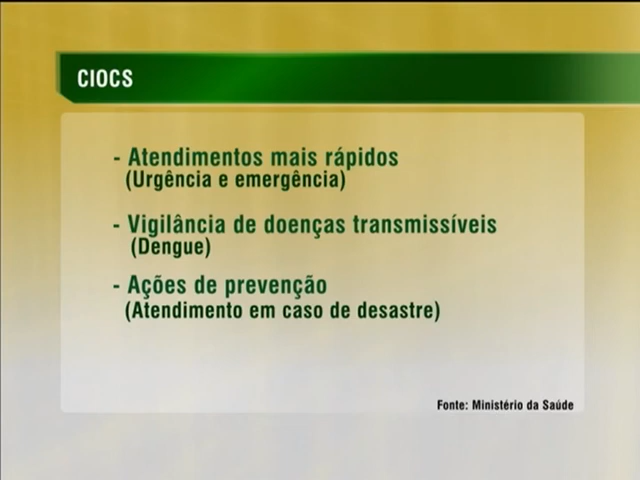 CIOCS
- Atendimentos mais rápidos
(Urgência e emergência)
- Vigilância de doenças transmissíveis
(Dengue)
- Ações de prevenção
(Atendimento em caso de desastre)
Fonte: Ministério da Saúde